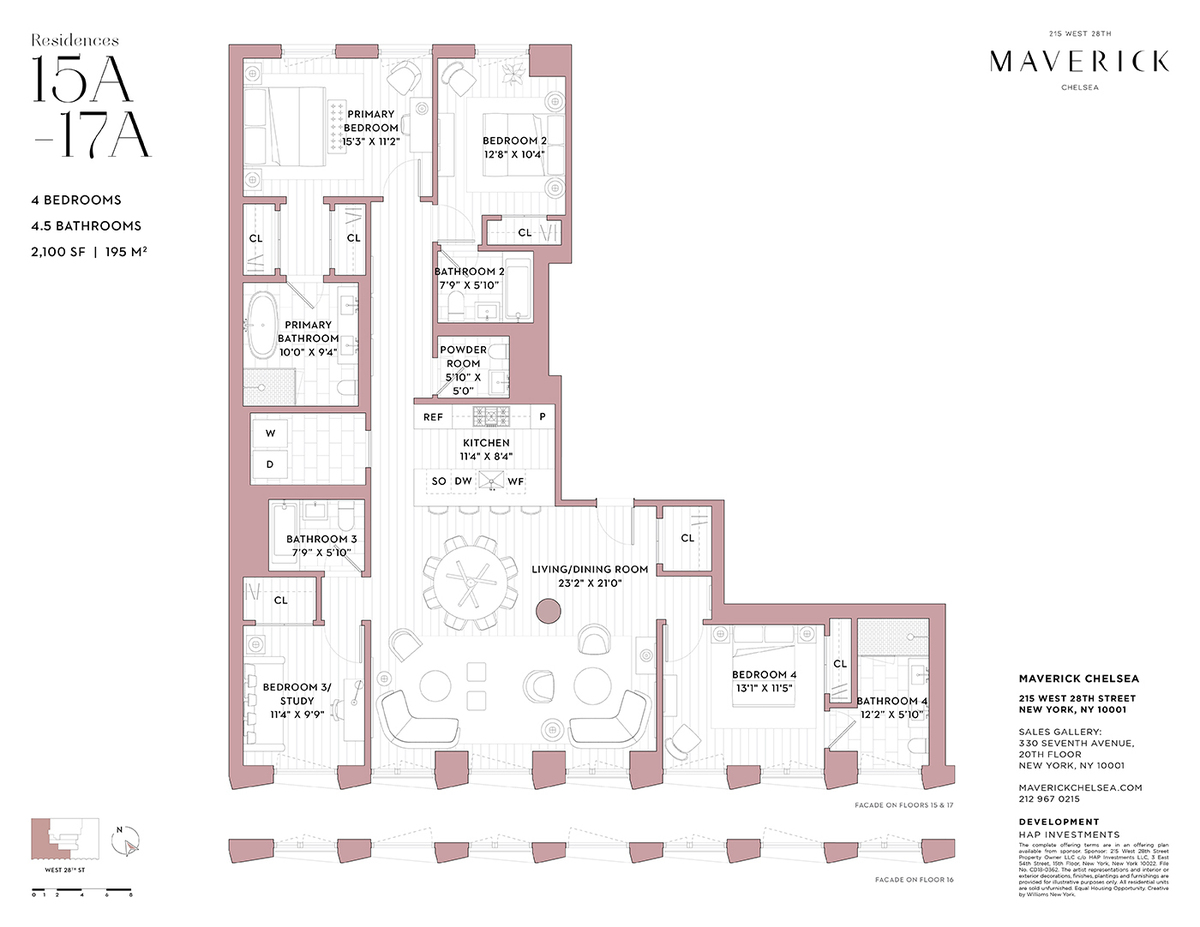 Residences
15A
–17A
4 BEDROOMS
4.5 BATHROOMS
2,100 SF | 195 M²
215 WEST 28TH
MAVERICK
CHELSEA
PRIMARY
BEDROOM
15'3" X 11'2"
BEDROOM 2
12'8" X 10'4"
CL
CL
CL
BATHROOM 2
7'9" X 5'10"
PRIMARY
BATHROOM
10'0" X 9'4"
POWDER
ROOM
5'10" X
5'0"
REF
P
W
D
KITCHEN
11'4" X 8'4"
SO
DW
WF
BATHROOM 3
7'9" X 5'10"
CL
LIVING/DINING ROOM
23'2" X 21'0"
CL
BEDROOM 3/
STUDY
11'4" X 9'9"
BEDROOM 4
13'1" X 11'5"
CL
BATHROOM 4
12'2" X 5'10"
FACADE ON FLOORS 15 & 17
FACADE ON FLOOR 16
N
WEST 28TH ST
0 1 2 4 6 8
MAVERICK CHELSEA
215 WEST 28TH STREET
NEW YORK, NY 10001
SALES GALLERY:
330 SEVENTH AVENUE,
20TH FLOOR
NEW YORK, NY 10001
MAVERICKCHELSEA.COM
212 967 0215
DEVELOPMENT
HAP INVESTMENTS
The complete offering terms are in an offering plan
available from sponsor. Sponsor: 215 West 28th Street
Property Owner LLC c/o HAP Investments LLC, 3 East
54th Street, 15th Floor, New York, New York 10022. File
No. CD18-0362. The artist representations and interior or
exterior decorations, finishes, plantings and furnishings are
provided for illustrative purposes only. All residential units
are sold unfurnished. Equal Housing Opportunity. Creative
by Williams New York.